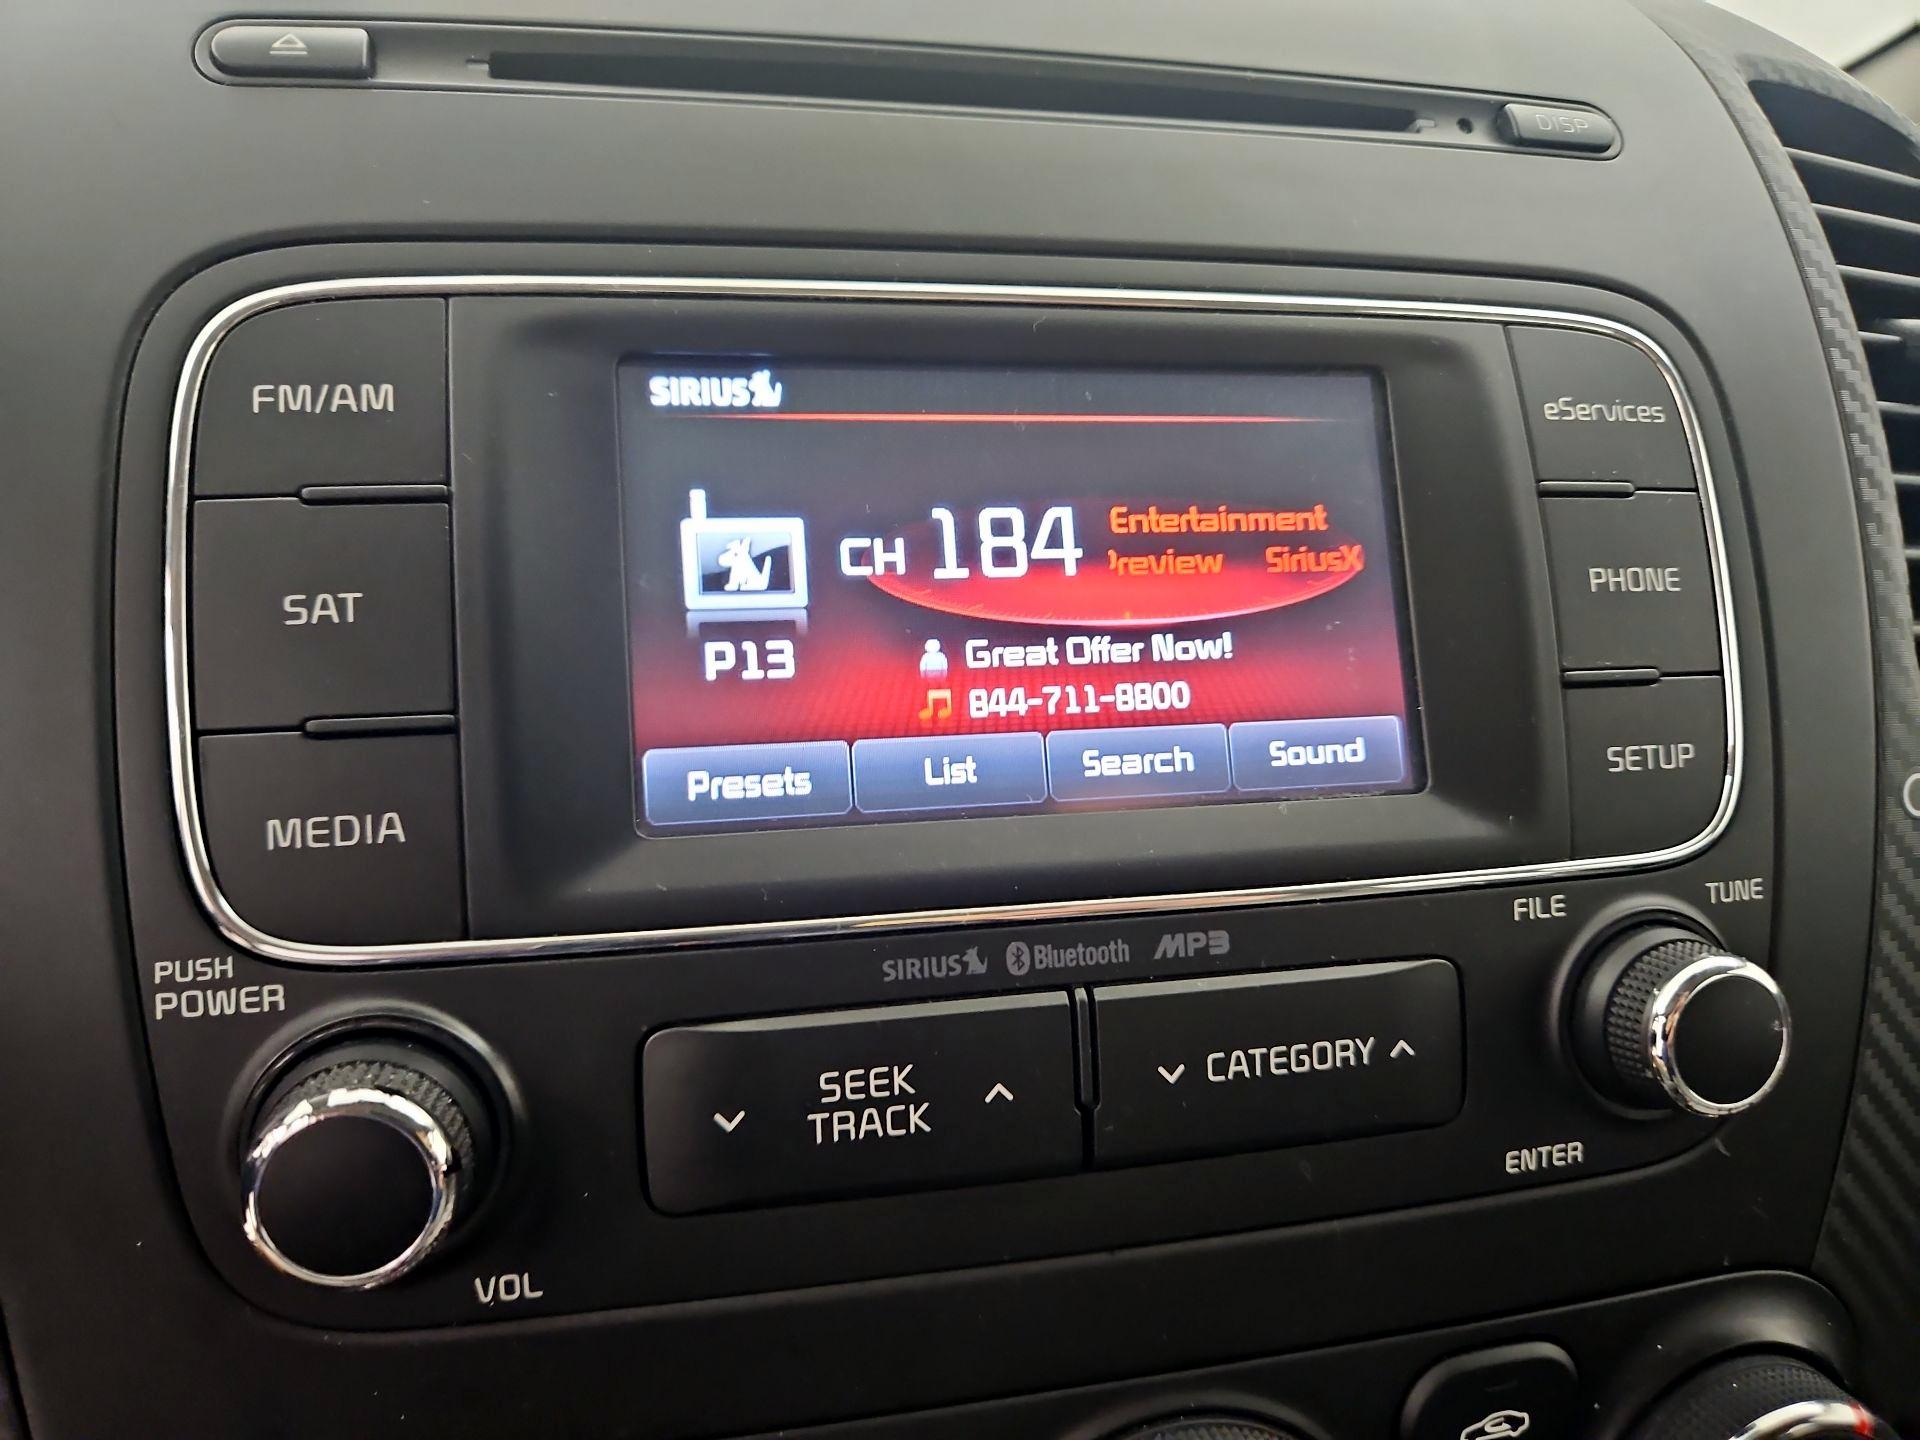 DISP
FM/AM
SAT
MEDIA
SIRIUS
CH 184
Entertainment
review SiriusX
P13
Great Offer Now!
844-711-8800
Presets
List
Search
Sound
eServices
PHONE
SETUP
SIRIUS Bluetooth MP3
PUSH
POWER
VOL
SEEK
TRACK
CATEGORY
FILE
TUNE
ENTER